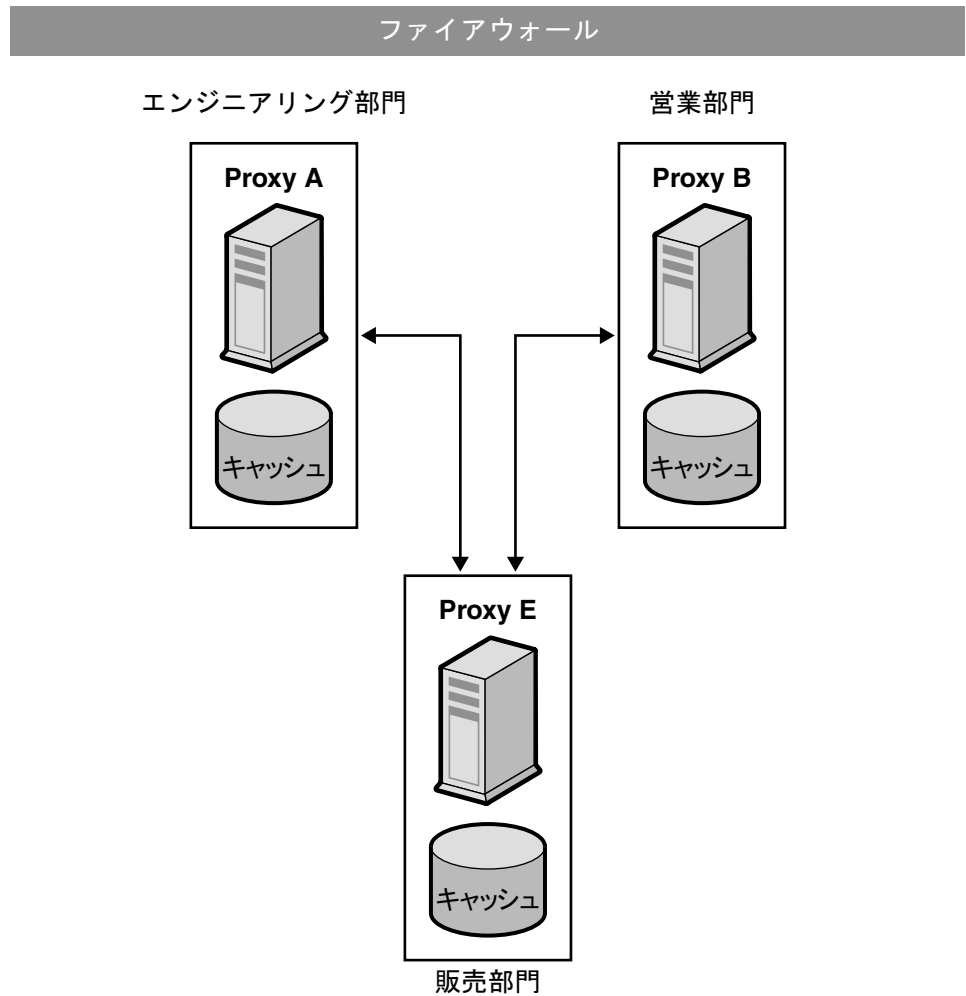 ファイアウォール
エンジニアリング部門
営業部門
Proxy A
Proxy B
キャッシュ
キャッシュ
Proxy E
キャッシュ
販売部門